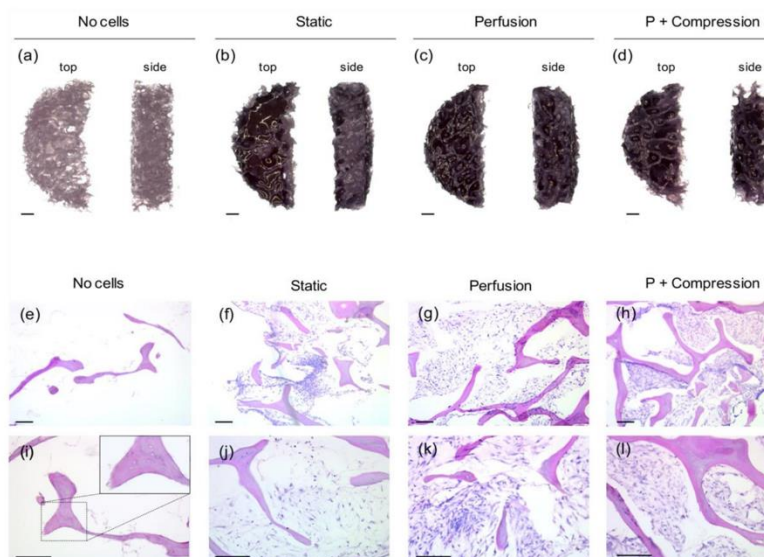 No cells Static Perfusion P + Compression
(a) (b) (c) (d)
top side top side top side top side
No cells Static Perfusion P + Compression
(e) (f) (g) (h)
(i) (j) (k) (l)